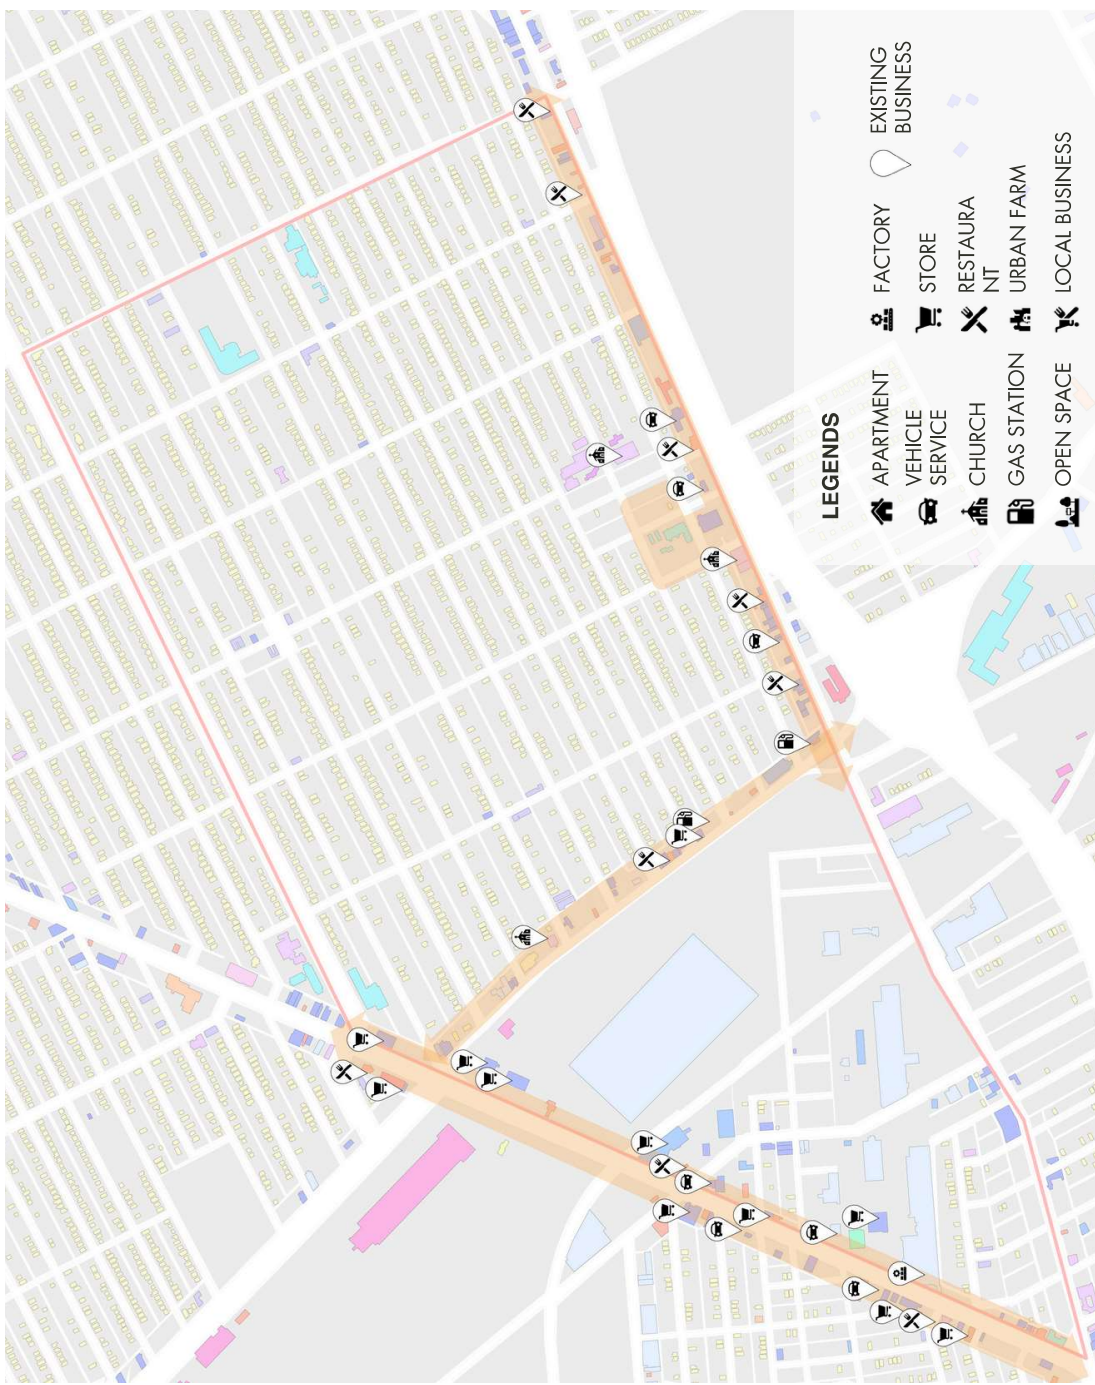 LEGENDS
APARTMENT
VEHICLE
SERVICE
CHURCH
GAS STATION
OPEN SPACE
FACTORY
STORE
RESTAURA
NT
URBAN FARM
LOCAL BUSINESS
EXISTING
BUSINESS